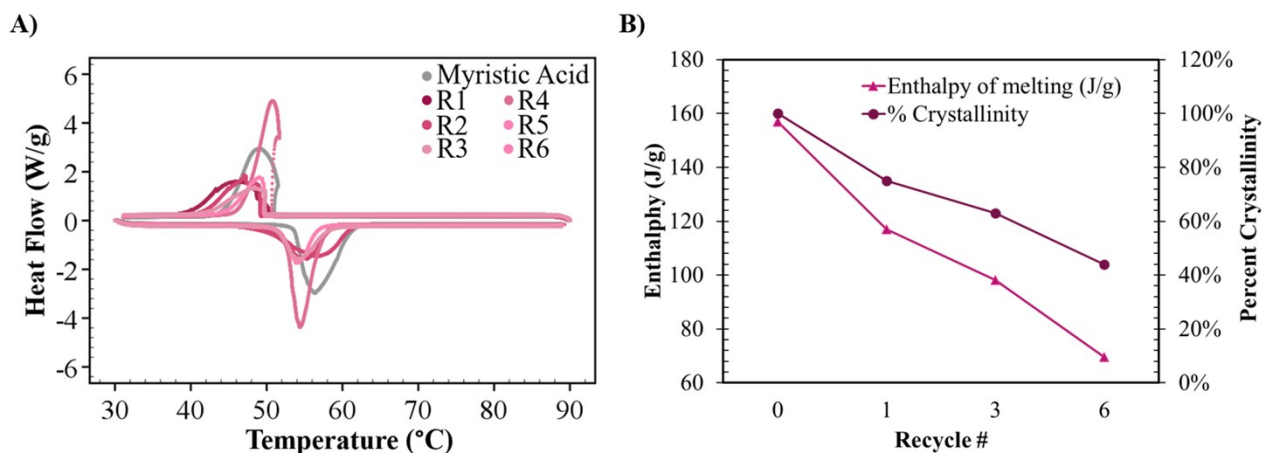 A)
Heat Flow (W/g)
6
4
2
0
-2
-4
-6
Myristic Acid
R1
R4
R2
R5
R3
R6
30 40 50 60 70 80 90
Temperature (°C)
B)
Enthalphy (J/g)
180
160
140
120
100
80
60
Enthalpy of melting (J/g)
% Crystallinity
120%
100%
80%
60%
40%
20%
0%
Percent Crystallinity
0 1 3 6
Recycle #